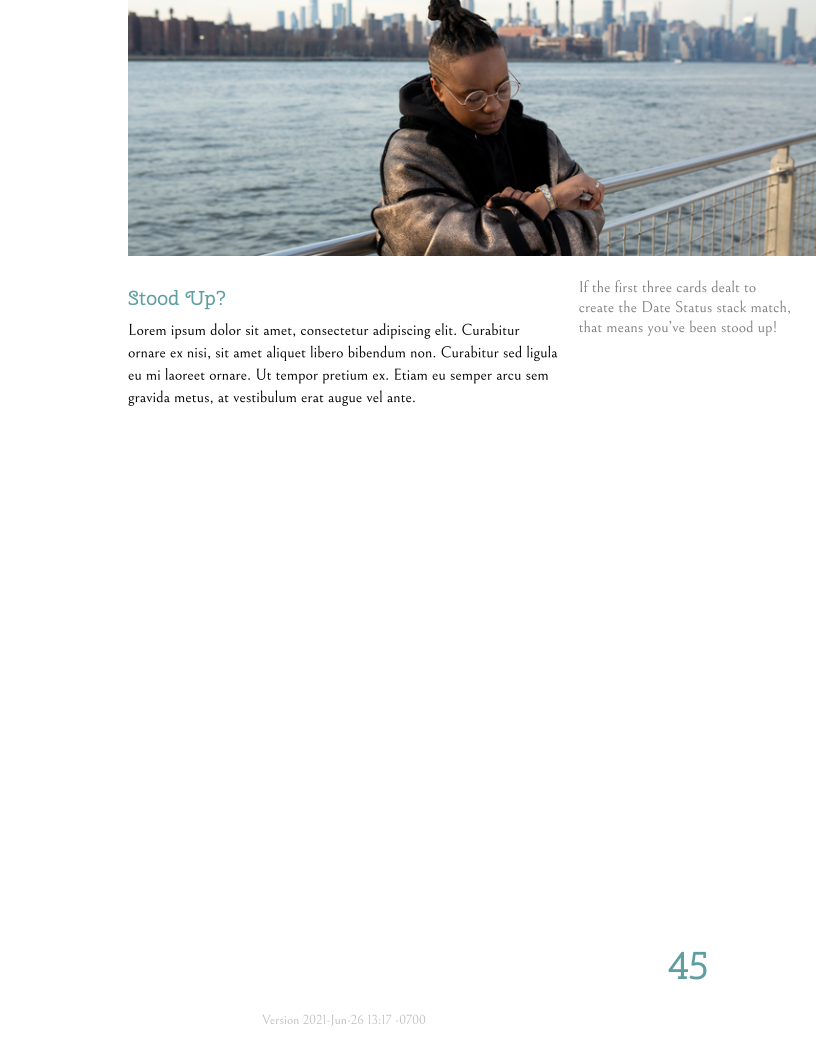 Stood Up?
Lorem ipsum dolor sit amet, consectetur adipiscing elit. Curabitur
ornare ex nisi, sit amet aliquet libero bibendum non. Curabitur sed ligula
eu mi laoreet ornare. Ut tempor pretium ex. Etiam eu semper arcu sem
gravida metus, at vestibulum erat augue vel ante.
If the first three cards dealt to
create the Date Status stack match,
that means you've been stood up!
45
Version 2021-Jun-26 13:17 -0700